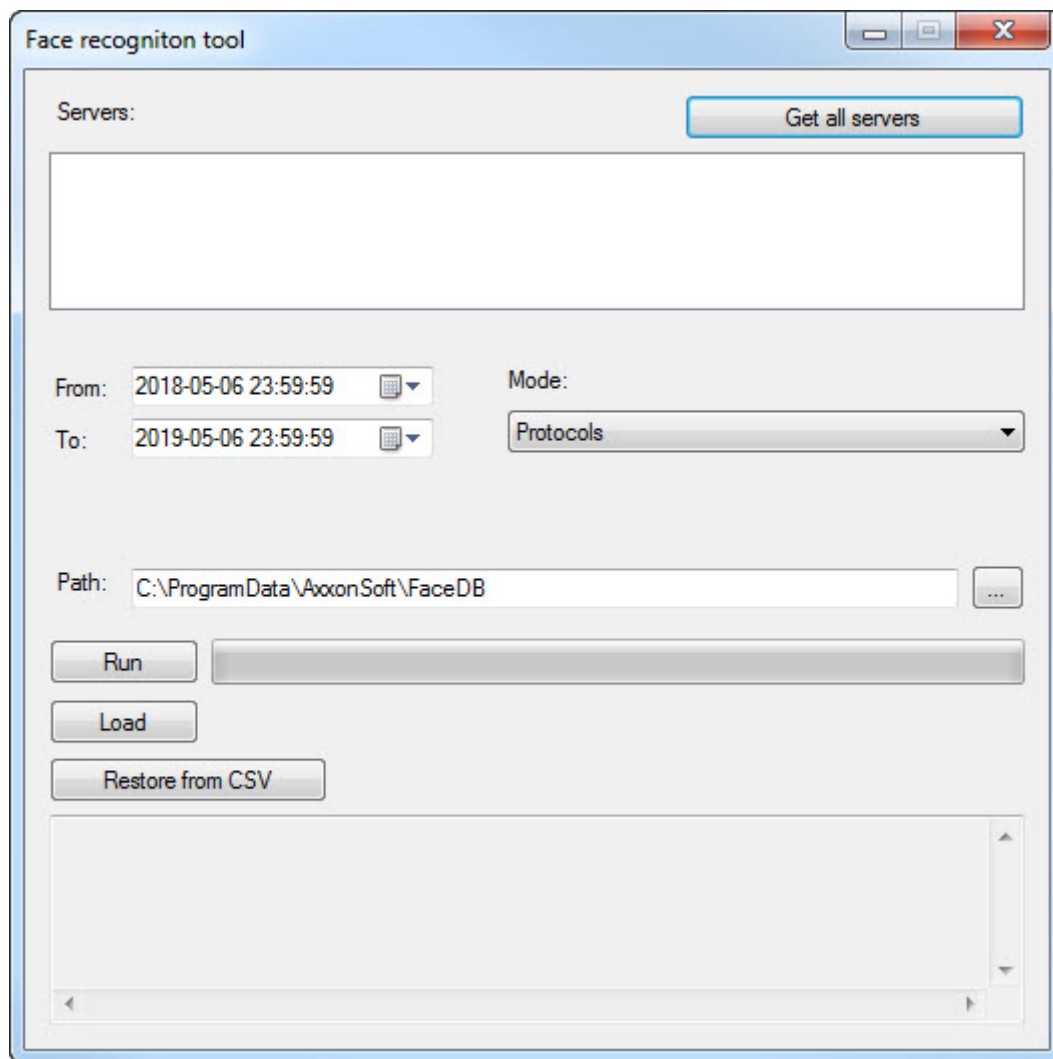 Face recogniton tool
Servers:
Get all servers
From:
2018-05-06 23:59:59
Mode:
To:
2019-05-06 23:59:59
Protocols
Path:
C:\ProgramData\AxxonSoft\FaceDB
...
Run
Load
Restore from CSV